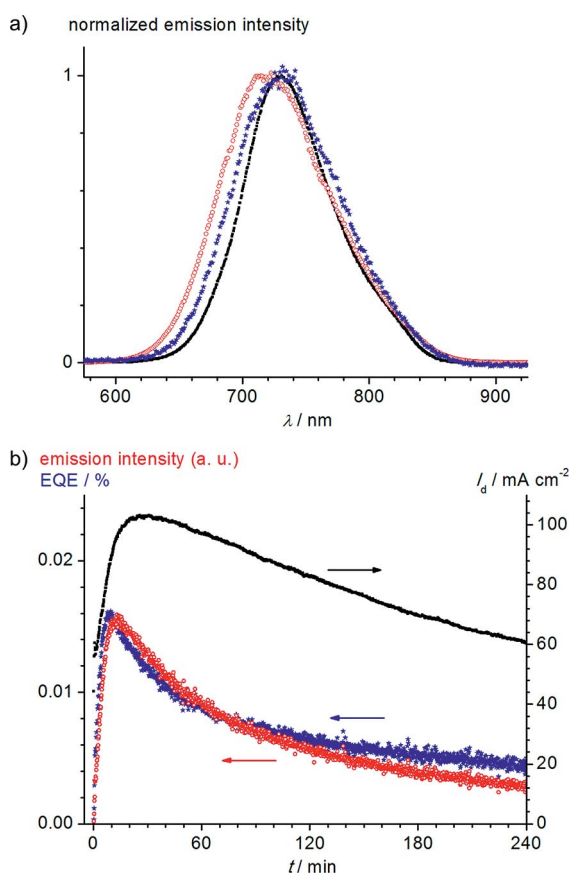 a) normalized emission intensity
1
0
600 700 800 900
λ / nm
b) emission intensity (a. u.)
EQE / %
I_d / mA cm⁻²
0.02
0.01
0.00
100
80
60
40
20
0
0 60 120 180 240
t / min